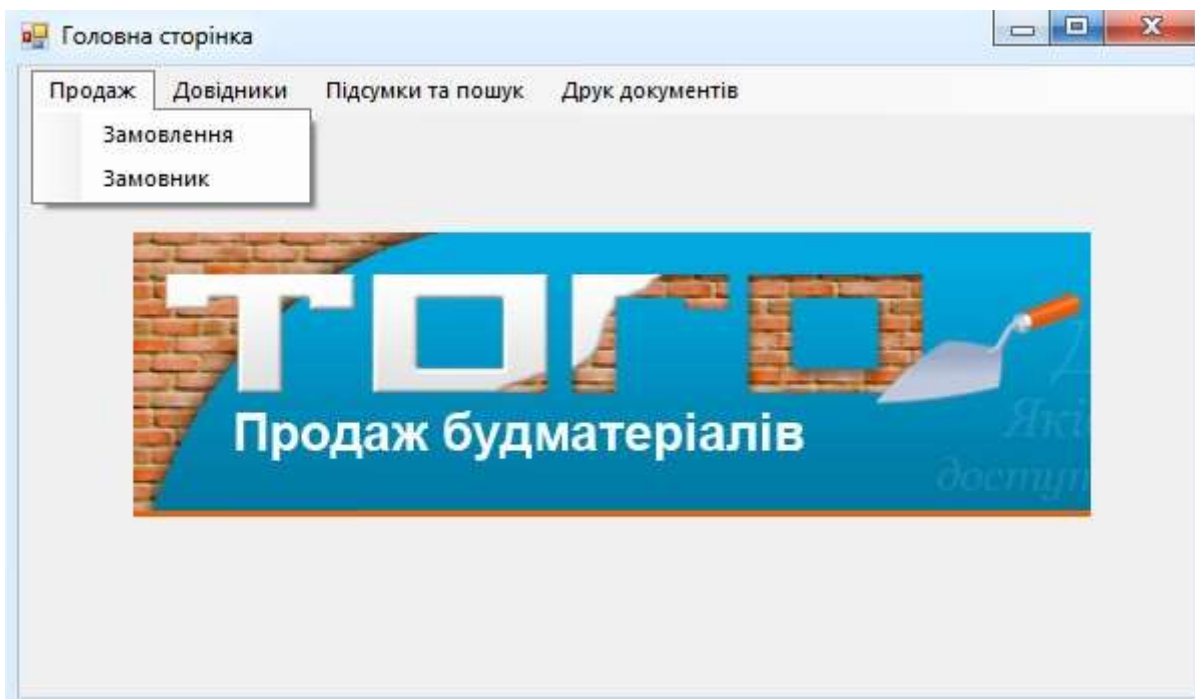 Головна сторінка
Продаж Довідники Підсумки та пошук Друк документів
Замовлення
Замовник
ТОГО
Продаж будматеріалів